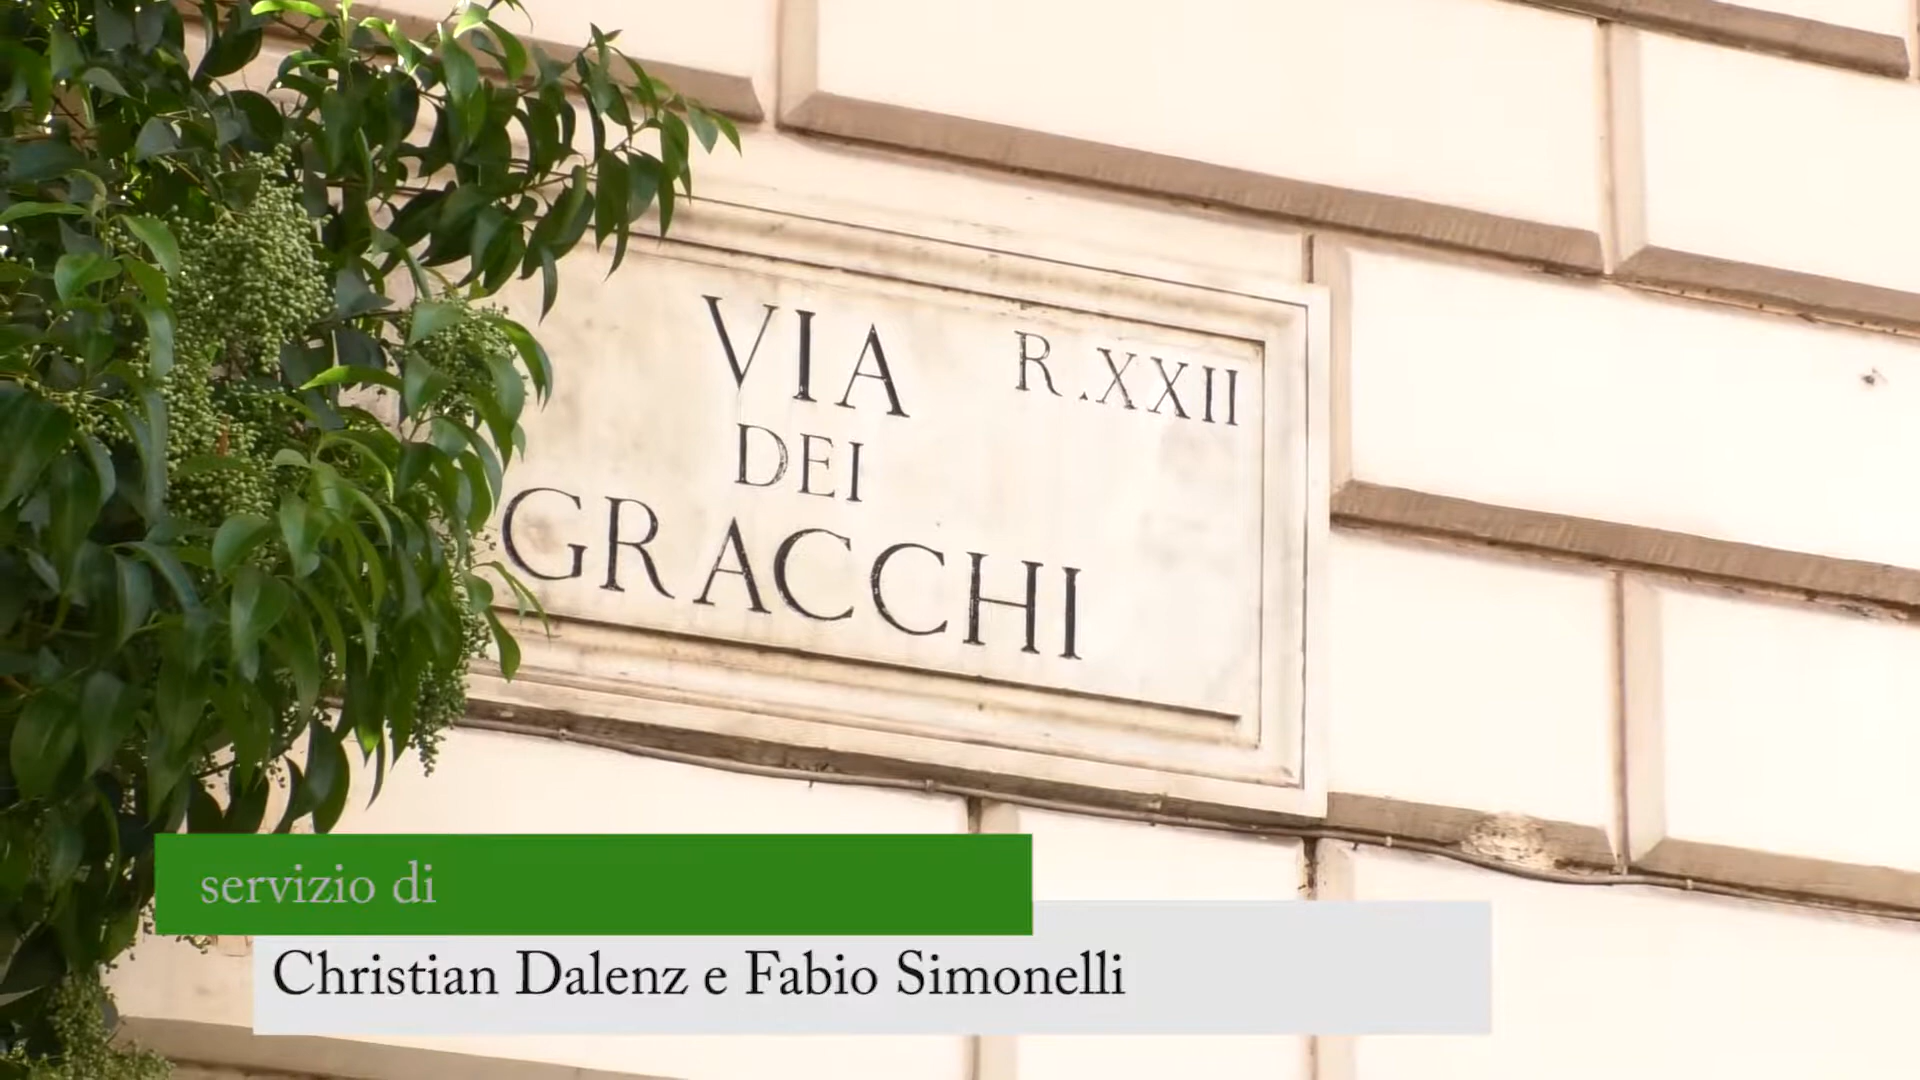 VIA R.XXII
DEI
GRACCHI
servizio di
Christian Dalenz e Fabio Simonelli